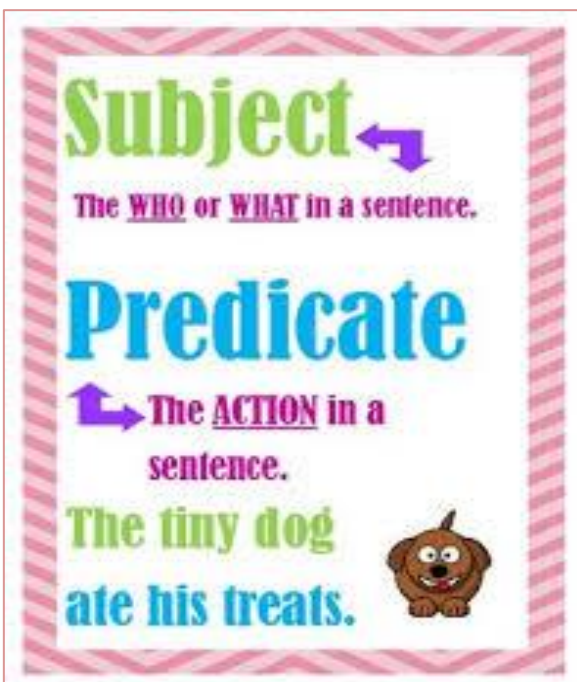 Subject
The WHO or WHAT in a sentence.
Predicate
The ACTION in a
sentence.
The tiny dog
ate his treats.